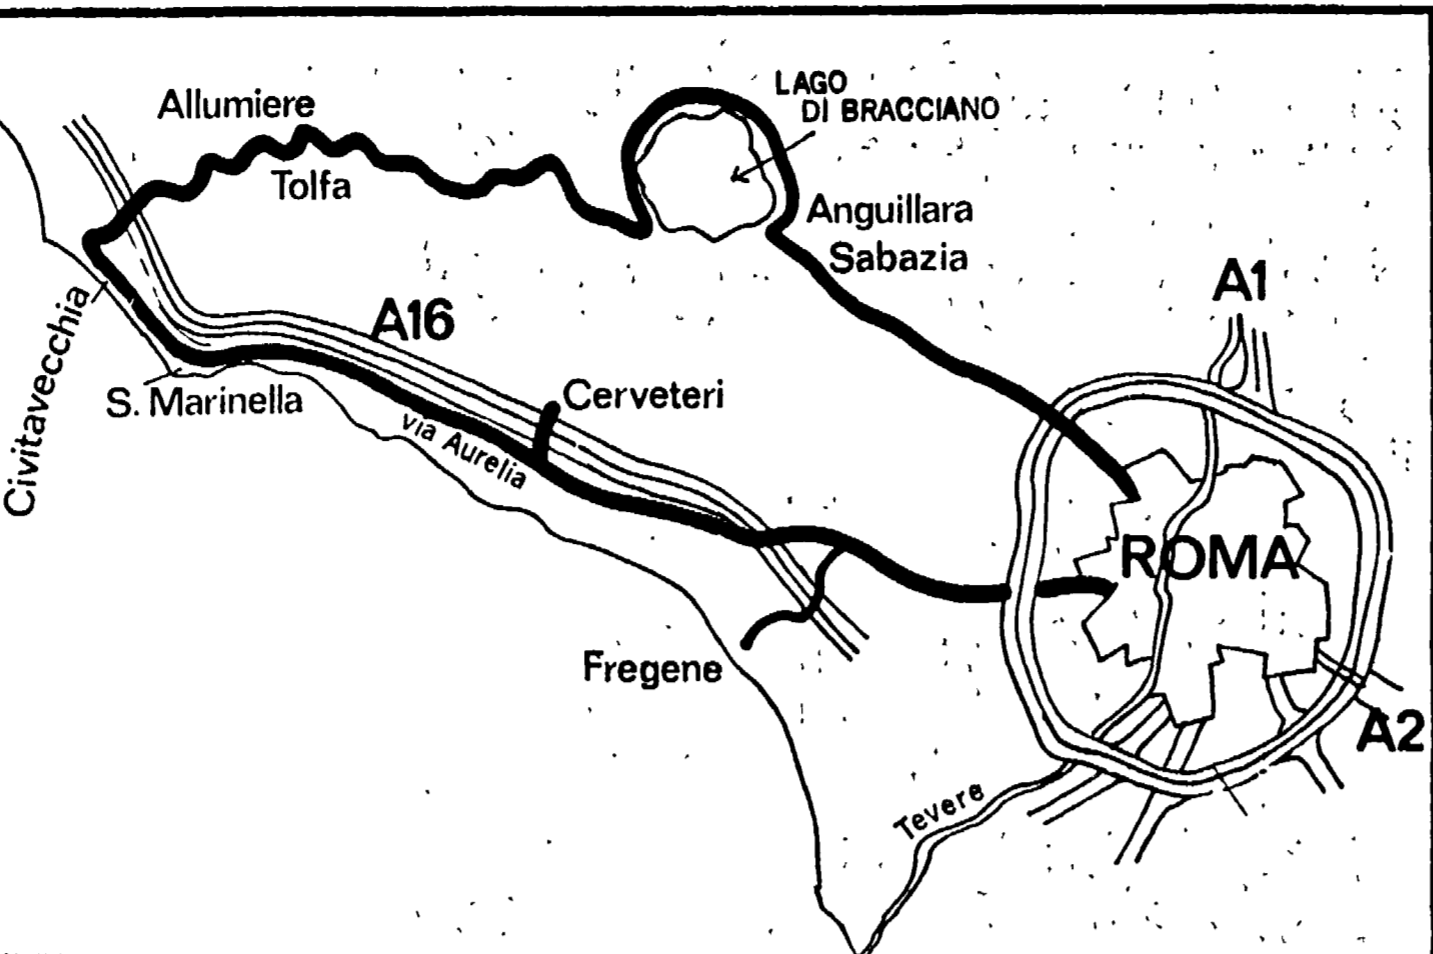 LAGO
DI BRACCIANO
Allumiere
Tolfa
Anguillara
Sabazia
A1
A16
Civitavecchia
S. Marinella
Cerveteri
via Aurelia
ROMA
Fregene
A2
Tevere